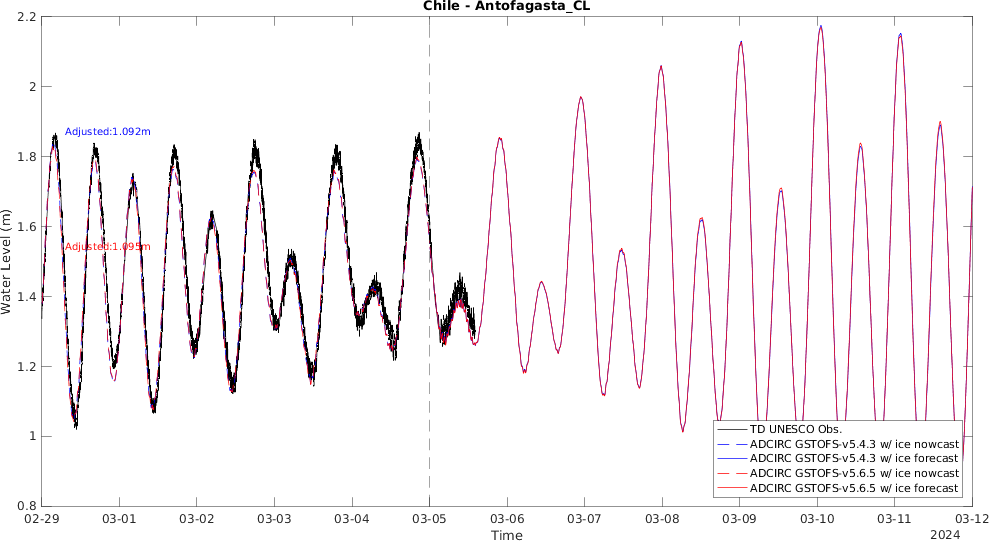 Chile - Antofagasta_CL
2.2
2
1.8
1.6
1.4
1.2
1
0.8
Water Level (m)
Adjusted:1.092m
Adjusted:1.095m
TD UNESCO Obs.
ADCIRC GSTOFS-v5.4.3 w/ ice nowcast
ADCIRC GSTOFS-v5.4.3 w/ ice forecast
ADCIRC GSTOFS-v5.6.5 w/ ice nowcast
ADCIRC GSTOFS-v5.6.5 w/ ice forecast
02-29 03-01 03-02 03-03 03-04 03-05 03-06 03-07 03-08 03-09 03-10 03-11 03-12
Time
2024